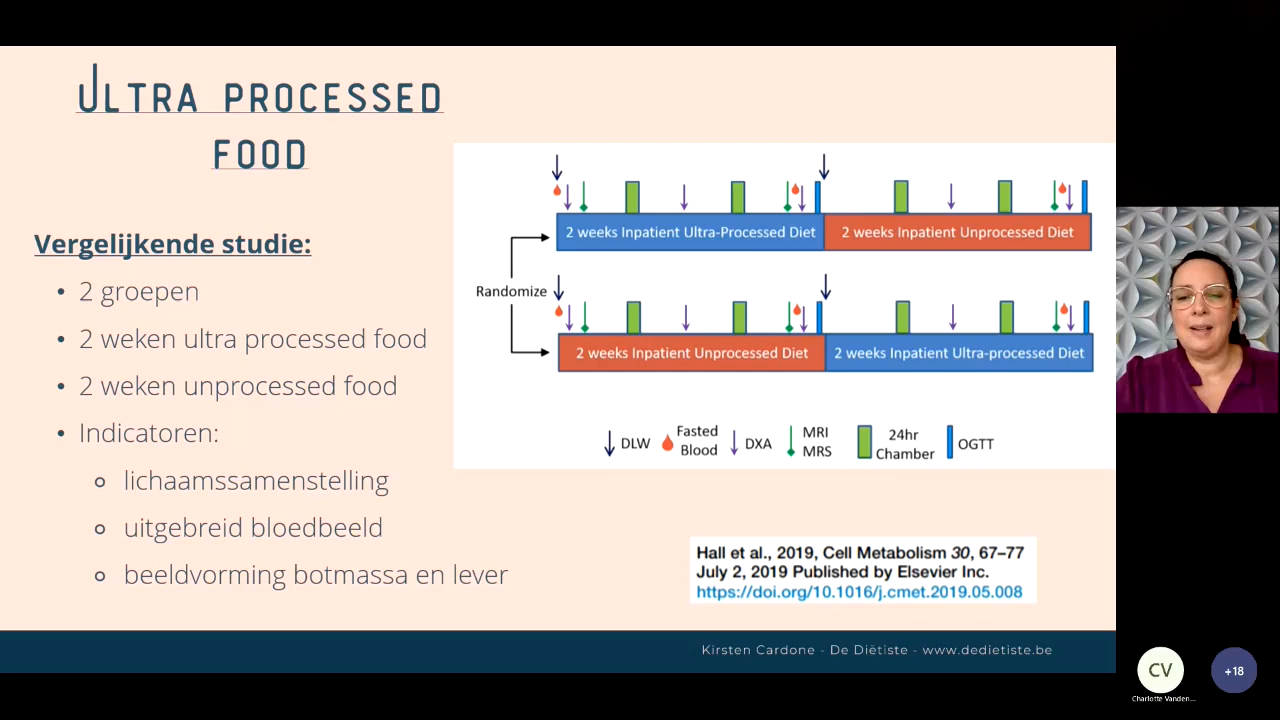 ULTRA PROCESSED
FOOD
Vergelijkende studie:
• 2 groepen
• 2 weken ultra processed food
• 2 weken unprocessed food
• Indicatoren:
lichaamssamenstelling
uitgebreid bloedbeeld
beeldvorming botmassa en lever
2 weeks Inpatient Ultra-Processed Diet
2 weeks Inpatient Unprocessed Diet
Randomize
2 weeks Inpatient Unprocessed Diet
2 weeks Inpatient Ultra-processed Diet
DLW
Fasted
Blood
DXA
MRI
MRS
24hr
Chamber
OGTT
Hall et al., 2019, Cell Metabolism 30, 67–77
July 2, 2019 Published by Elsevier Inc.
https://doi.org/10.1016/j.cmet.2019.05.008
Kirsten Cardone - De Diëtiste - www.dedietiste.be
CV
+18
Charlotte Vanden...